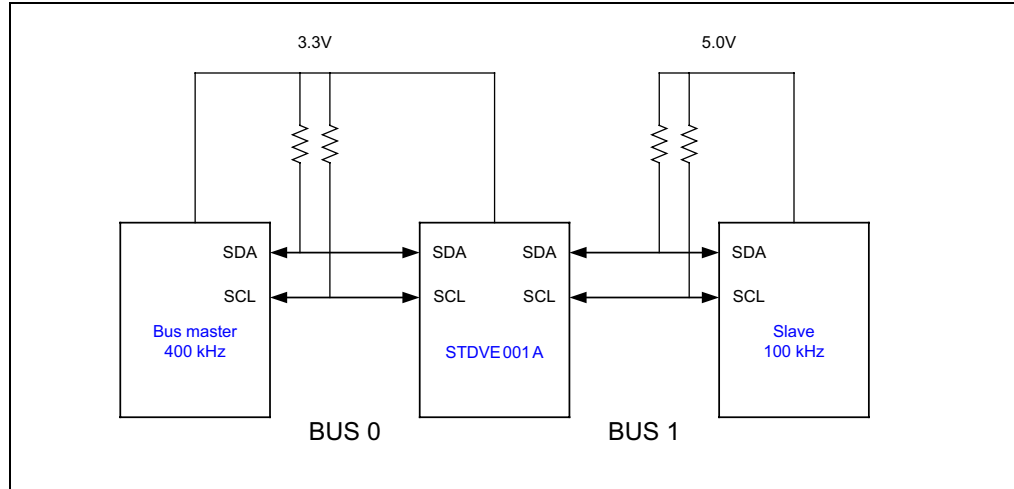 3.3V 5.0V
SDA SDA SDA SDA
SCL SCL SCL SCL
Bus master
400 kHz
STDVE001A
Slave
100 kHz
BUS 0 BUS 1